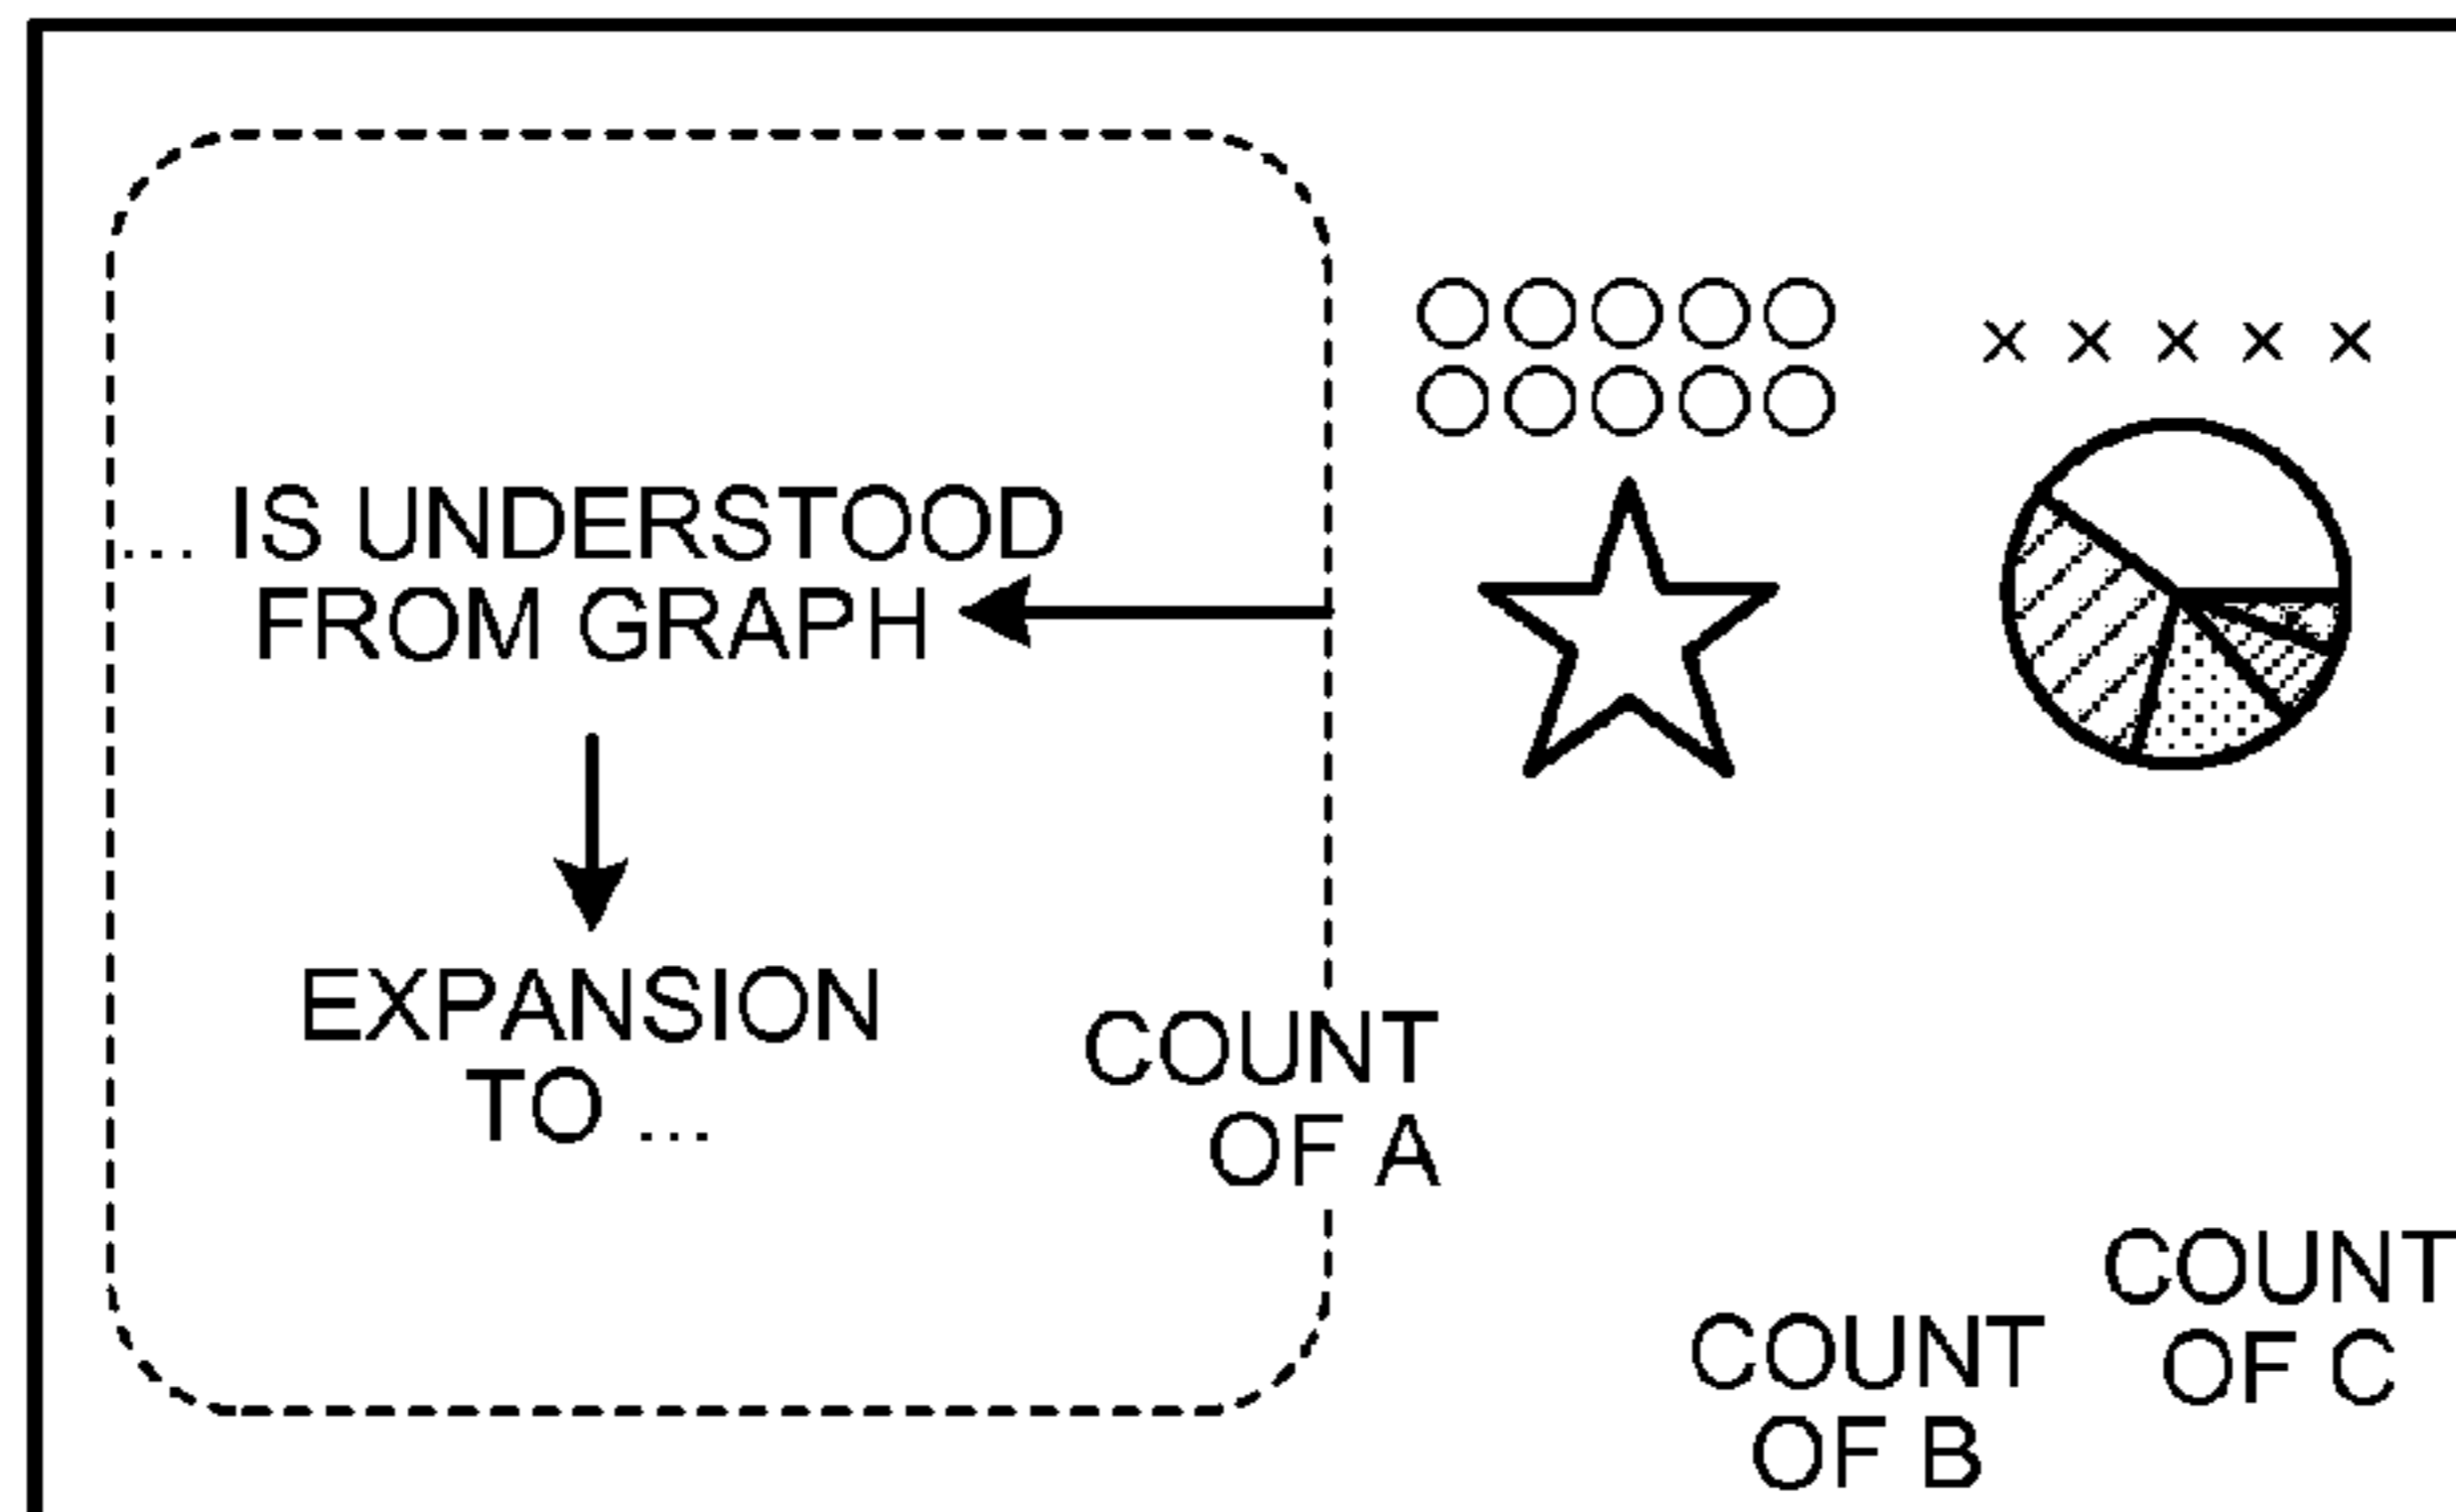 ... IS UNDERSTOOD
FROM GRAPH
EXPANSION
TO ...
COUNT
OF A
COUNT
OF B
COUNT
OF C